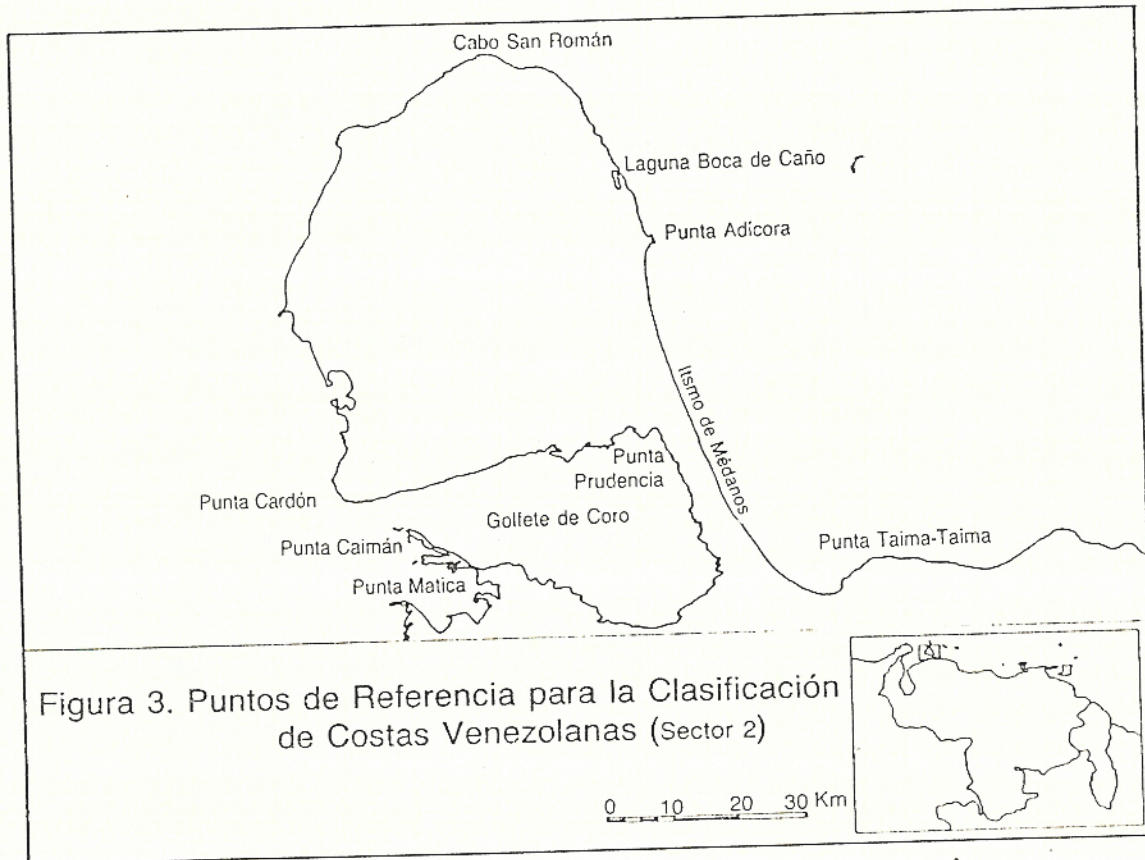 Cabo San Román
Laguna Boca de Caño
Punta Adícora
Itsmo de Médanos
Punta
Prudencia
Punta Cardón
Golfete de Coro
Punta Caimán
Punta Taima-Taima
Punta Matica
Figura 3. Puntos de Referencia para la Clasificación
de Costas Venezolanas (Sector 2)
0 10 20 30 Km